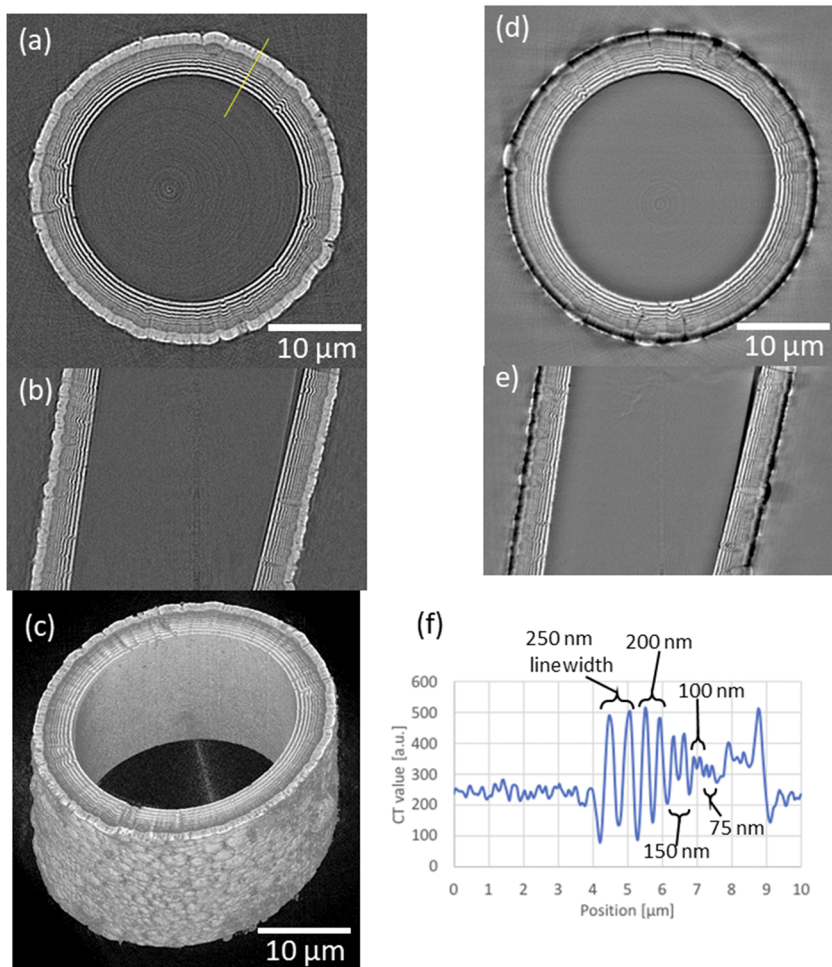 (a)
10 µm
(b)
(c)
10 µm
(d)
10 µm
e)
(f)
250 nm
linewidth
200 nm
100 nm
75 nm
150 nm
CT value [a.u.]
600
500
400
300
200
100
0
0 1 2 3 4 5 6 7 8 9 10
Position [µm]